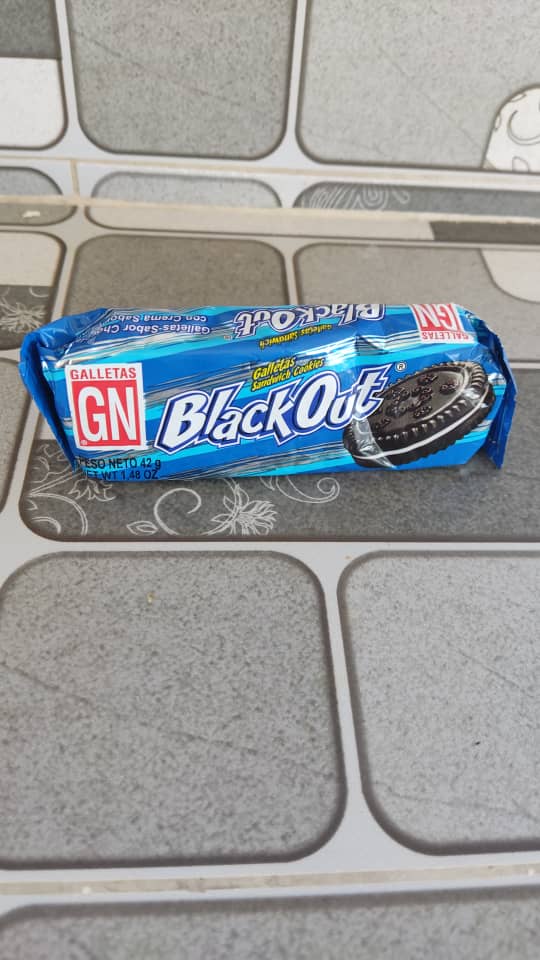 Galletas-Sabor Cho
con Crema Sabor
BlackOut
Galletas Sandwich
GN
GALLETAS
GALLETAS
GN
®
Galletas
Sandwich Cookies
BlackOut®
PESO NETO 42 g
NET WT 1,48 OZ